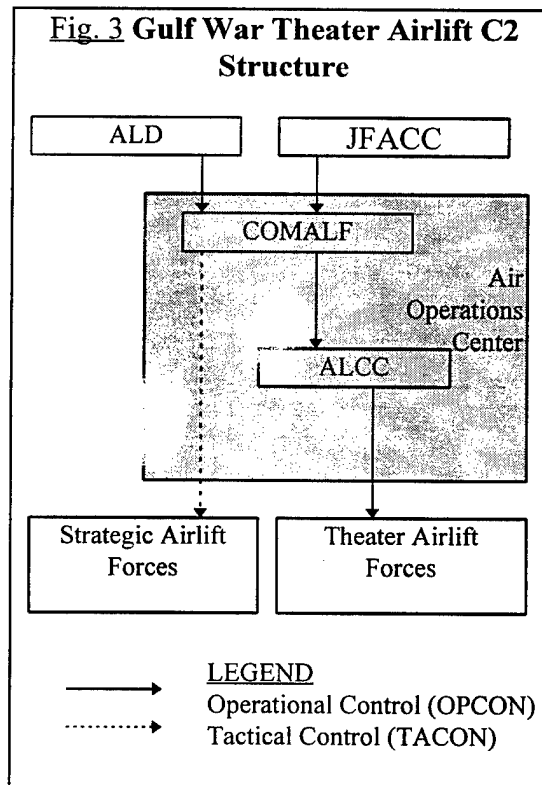 Fig. 3 Gulf War Theater Airlift C2
Structure
ALD
JFACC
COMALF
Air
Operations
Center
ALCC
Strategic Airlift
Forces
Theater Airlift
Forces
LEGEND
Operational Control (OPCON)
Tactical Control (TACON)